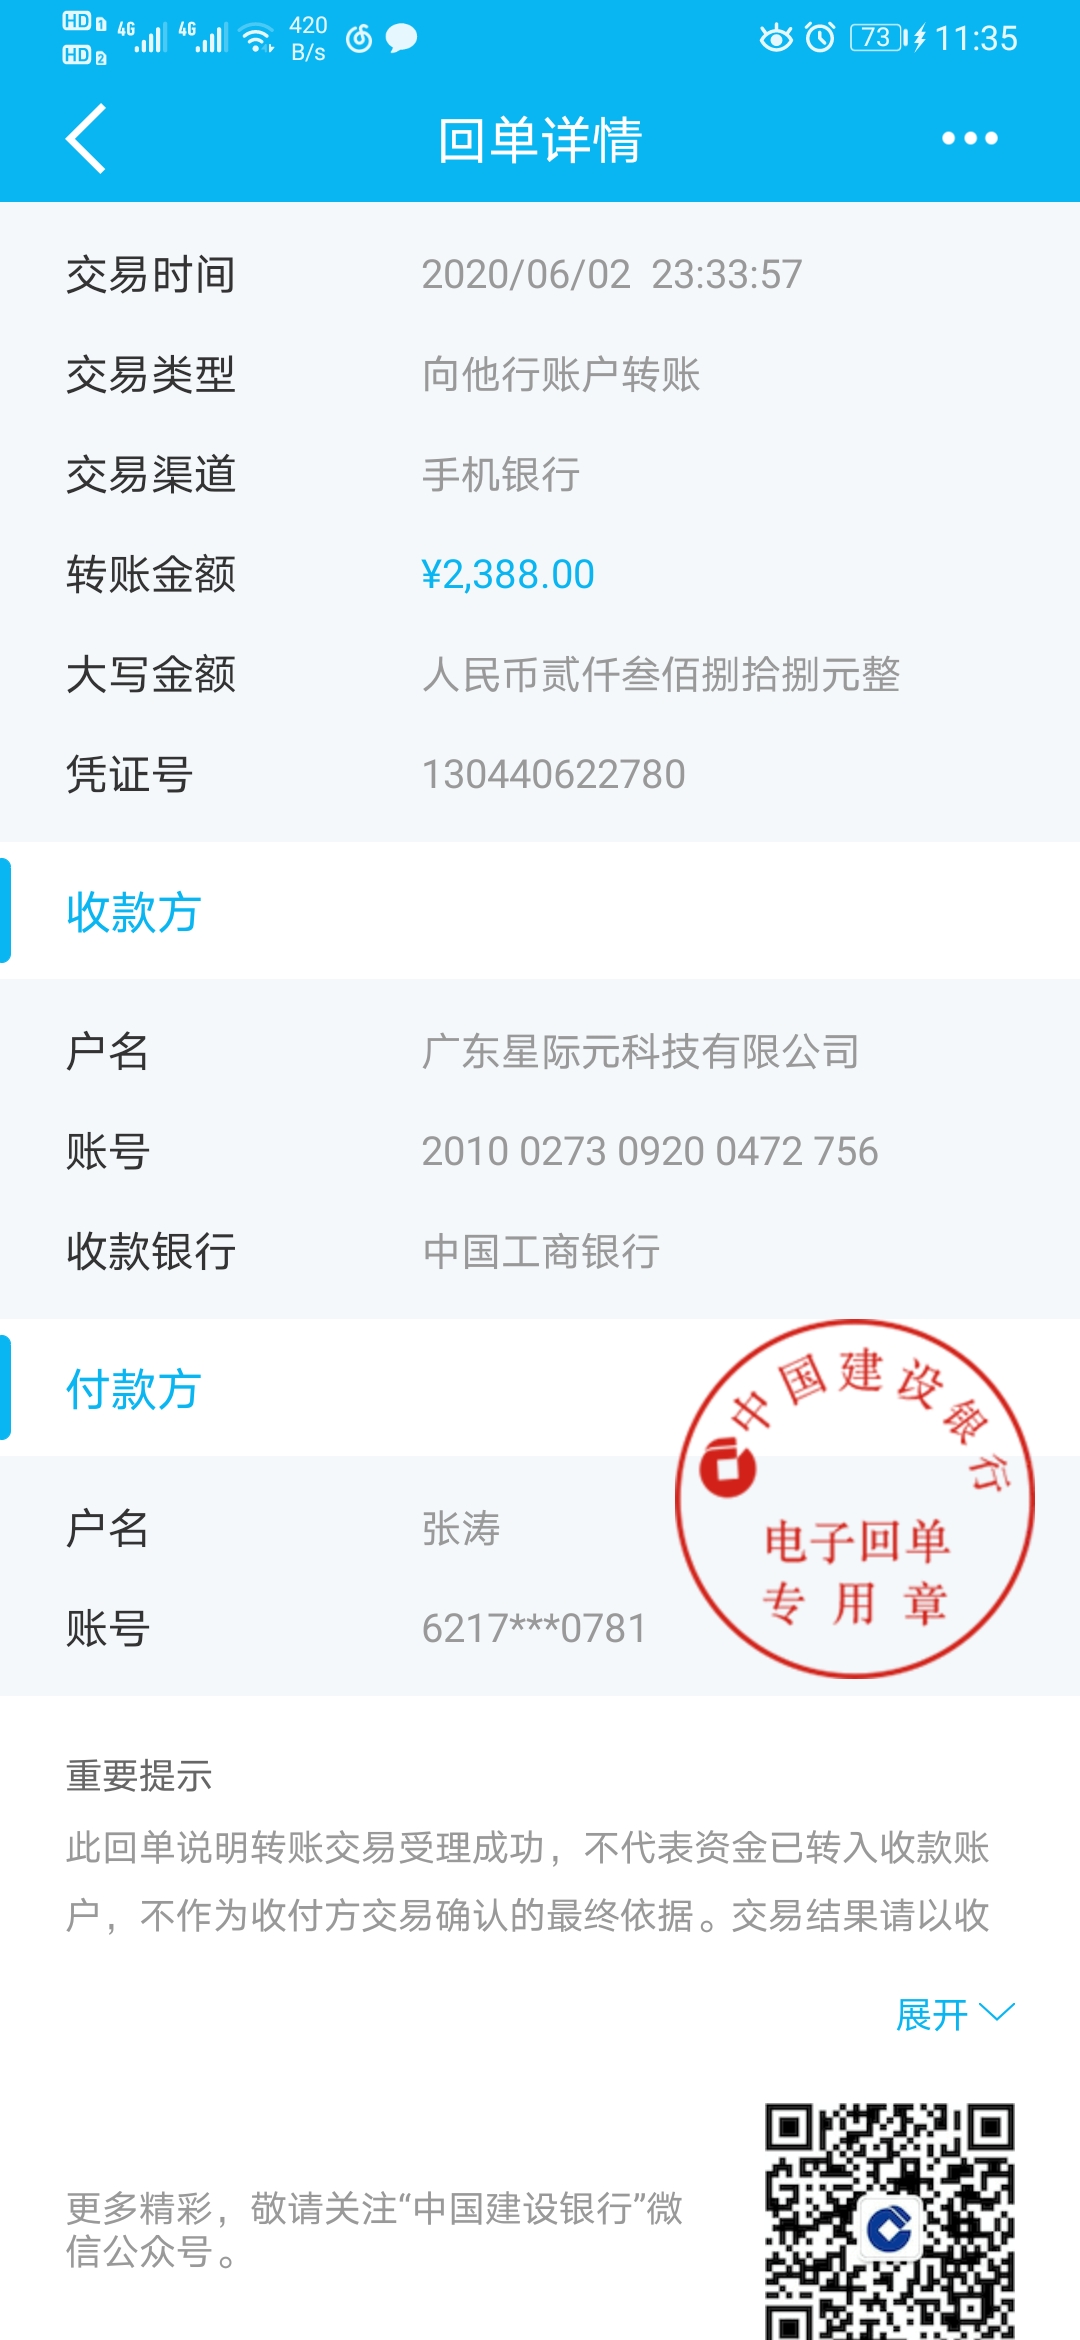 HD 1 4G 4G 420 73 11:35
HD 2 B/s
回单详情
交易时间 2020/06/02 23:33:57
交易类型 向他行账户转账
交易渠道 手机银行
转账金额 ¥2,388.00
大写金额 人民币贰仟叁佰捌拾捌元整
凭证号 130440622780
收款方
户名 广东星际元科技有限公司
账号 2010 0273 0920 0472 756
收款银行 中国工商银行
付款方
中国建设银行
电子回单
专用章
户名 张涛
账号 6217***0781
重要提示
此回单说明转账交易受理成功，不代表资金已转入收款账
户，不作为收付方交易确认的最终依据。交易结果请以收
展开
更多精彩，敬请关注“中国建设银行”微
信公众号。